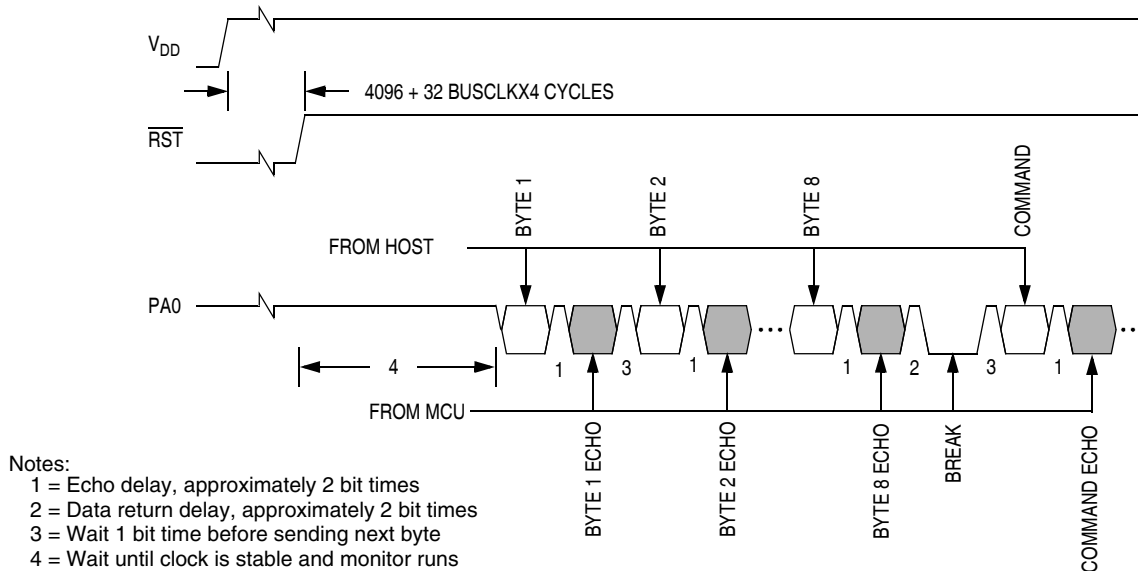 VDD
4096 + 32 BUSCLKX4 CYCLES
RST
BYTE 1
BYTE 2
BYTE 8
COMMAND
FROM HOST
PA0
4
1
3
1
1
2
3
1
FROM MCU
BYTE 1 ECHO
BYTE 2 ECHO
BYTE 8 ECHO
BREAK
COMMAND ECHO
Notes:
1 = Echo delay, approximately 2 bit times
2 = Data return delay, approximately 2 bit times
3 = Wait 1 bit time before sending next byte
4 = Wait until clock is stable and monitor runs